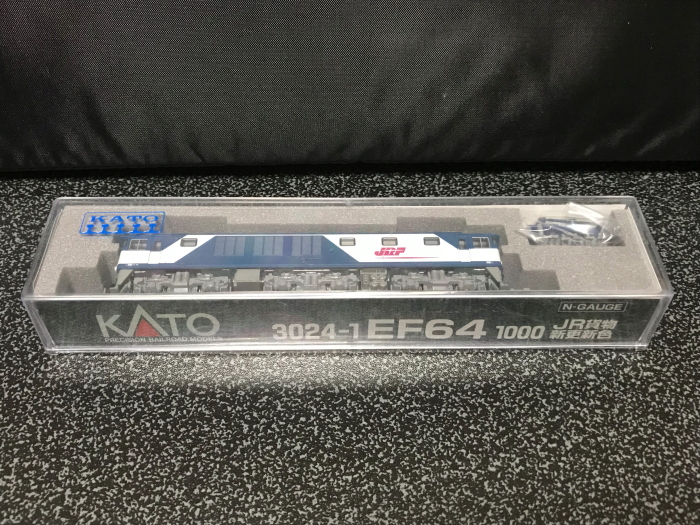 KATO
JRF
N-GAUGE
KATO
PRECISION RAILROAD MODELS
3024-1 EF64 1000 JR貨物
新更新色